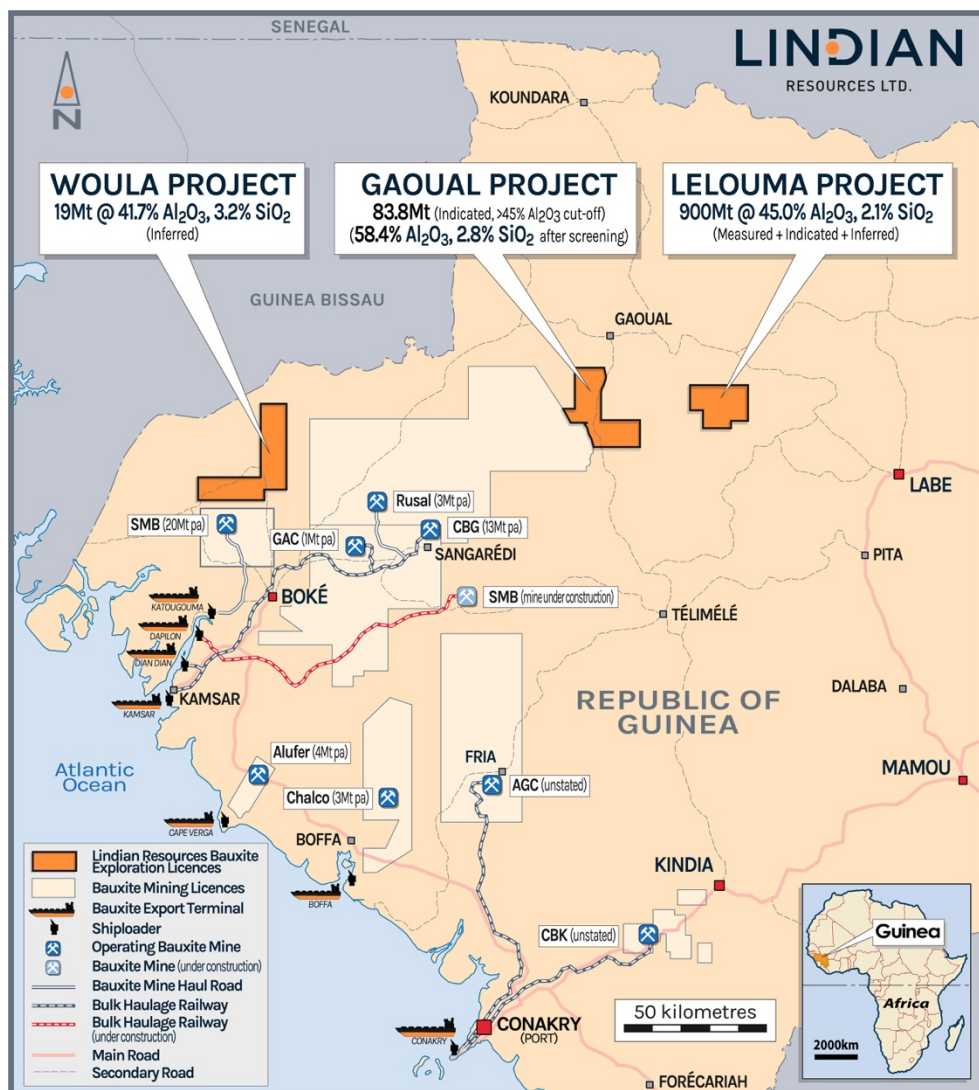 SENEGAL
LINDIAN
RESOURCES LTD.
N
KOUNDARA
WOULA PROJECT
19Mt @ 41.7% Al₂O₃, 3.2% SiO₂
(Inferred)
GAOUAL PROJECT
83.8Mt (Indicated, >45% Al₂O₃ cut-off)
(58.4% Al₂O₃, 2.8% SiO₂ after screening)
LELOUMA PROJECT
900Mt @ 45.0% Al₂O₃, 2.1% SiO₂
(Measured + Indicated + Inferred)
GUINEA BISSAU
GAOUAL
LABE
Rusal (3Mt pa)
SMB (20Mt pa)
CBG (13Mt pa)
GAC (1Mt pa)
SANGARÉDI
PITA
BOKÉ
SMB (mine under construction)
KATOUGOUMA
TÉLIMÉLÉ
DAPILON
DIAN DIAN
KAMSAR
KAMSAR
DALABA
REPUBLIC OF
GUINEA
Atlantic
Ocean
Alufer (4Mt pa)
FRIA
MAMOU
Chalco (3Mt pa)
AGC (unstated)
CAPE VERGA
BOFFA
BOFFA
KINDIA
CBK (unstated)
50 kilometres
CONAKRY
(PORT)
CONAKRY
FORÉCARIAH
Lindian Resources Bauxite
Exploration Licences
Bauxite Mining Licences
Bauxite Export Terminal
Shiploader
Operating Bauxite Mine
Bauxite Mine (under construction)
Bauxite Mine Haul Road
Bulk Haulage Railway
Bulk Haulage Railway
(under construction)
Main Road
Secondary Road
Guinea
Africa
2000km